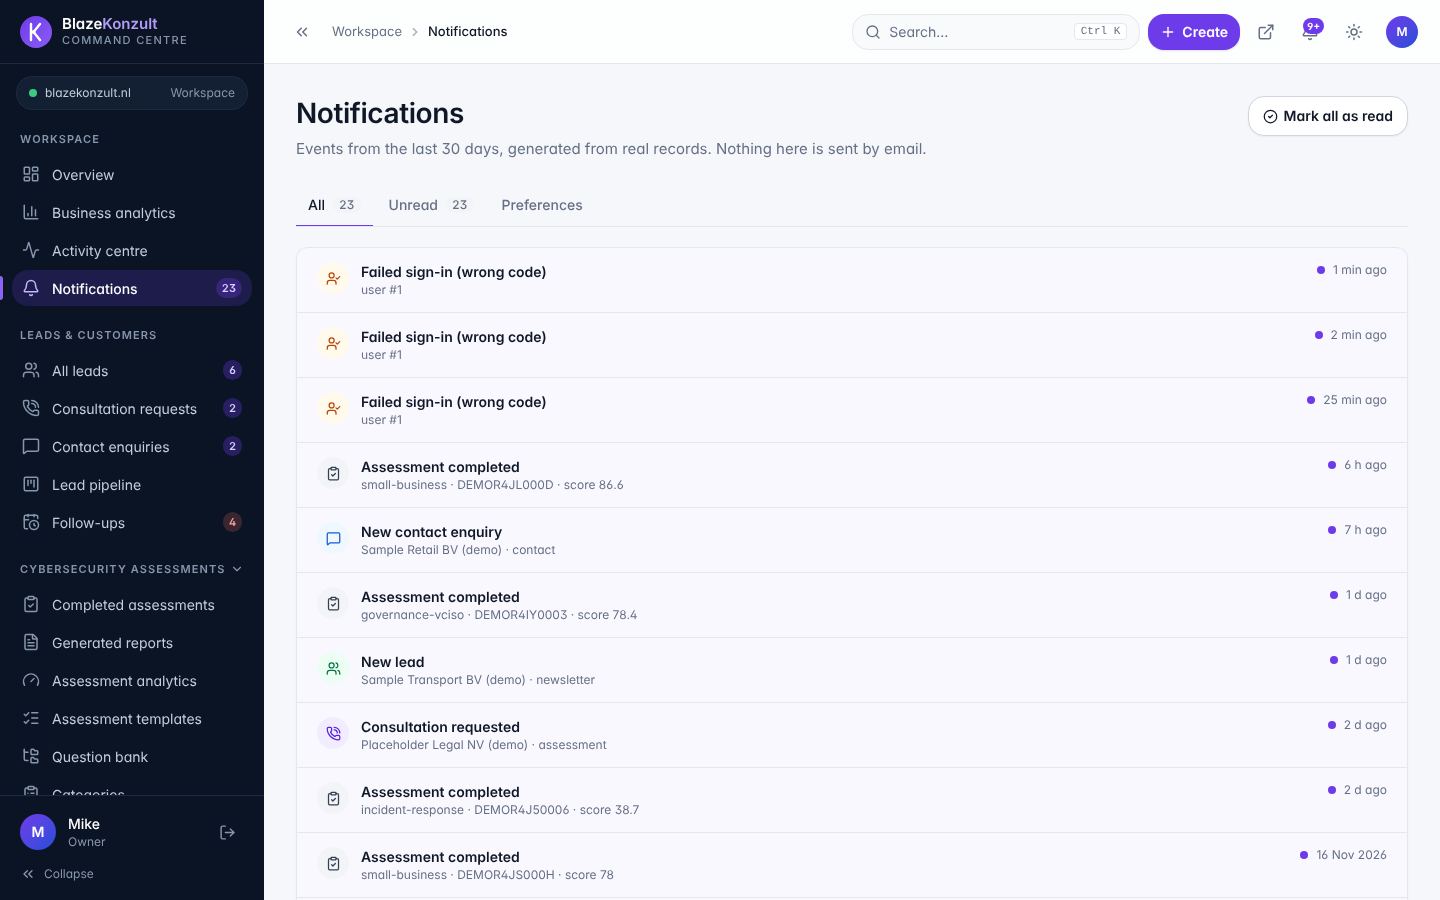 BlazeKonzult
COMMAND CENTRE
blazekonzult.nl Workspace
WORKSPACE
Overview
Business analytics
Activity centre
Notifications 23
LEADS & CUSTOMERS
All leads 6
Consultation requests 2
Contact enquiries 2
Lead pipeline
Follow-ups 4
CYBERSECURITY ASSESSMENTS
Completed assessments
Generated reports
Assessment analytics
Assessment templates
Question bank
Categories
M Mike
Owner
Collapse
Workspace Notifications
Search... Ctrl K
Create
9+
M
Notifications
Mark all as read
Events from the last 30 days, generated from real records. Nothing here is sent by email.
All 23 Unread 23 Preferences
Failed sign-in (wrong code) 1 min ago
user #1
Failed sign-in (wrong code) 2 min ago
user #1
Failed sign-in (wrong code) 25 min ago
user #1
Assessment completed 6 h ago
small-business · DEMOR4JL000D · score 86.6
New contact enquiry 7 h ago
Sample Retail BV (demo) · contact
Assessment completed 1 d ago
governance-vciso · DEMOR4IY0003 · score 78.4
New lead 1 d ago
Sample Transport BV (demo) · newsletter
Consultation requested 2 d ago
Placeholder Legal NV (demo) · assessment
Assessment completed 2 d ago
incident-response · DEMOR4J50006 · score 38.7
Assessment completed 16 Nov 2026
small-business · DEMOR4JS000H · score 78